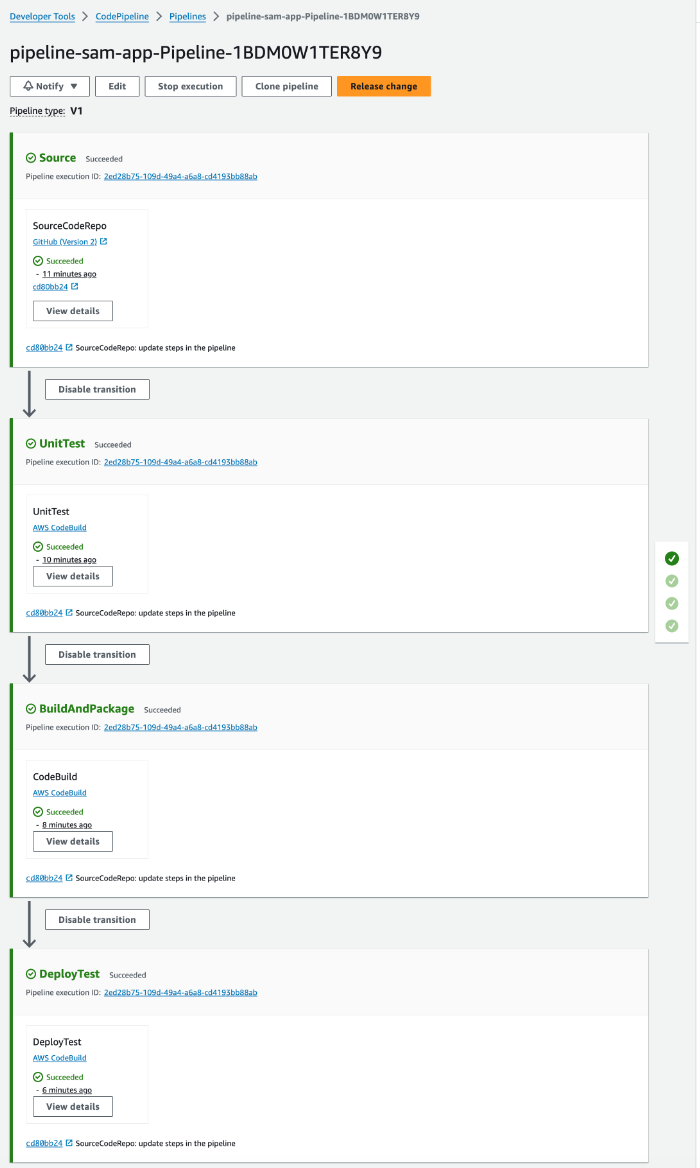 Developer Tools > CodePipeline > Pipelines > pipeline-sam-app-Pipeline-1BDM0W1TER8Y9
pipeline-sam-app-Pipeline-1BDM0W1TER8Y9
Notify ▼ Edit Stop execution Clone pipeline Release change
Pipeline type: V1
Source Succeeded
Pipeline execution ID: 2ed28b75-109d-49a4-a6a8-cd4193bb88ab
SourceCodeRepo
GitHub (Version 2)
Succeeded
- 11 minutes ago
cd80bb24
View details
cd80bb24 SourceCodeRepo: update steps in the pipeline
Disable transition
UnitTest Succeeded
Pipeline execution ID: 2ed28b75-109d-49a4-a6a8-cd4193bb88ab
UnitTest
AWS CodeBuild
Succeeded
- 10 minutes ago
View details
cd80bb24 SourceCodeRepo: update steps in the pipeline
Disable transition
BuildAndPackage Succeeded
Pipeline execution ID: 2ed28b75-109d-49a4-a6a8-cd4193bb88ab
CodeBuild
AWS CodeBuild
Succeeded
- 8 minutes ago
View details
cd80bb24 SourceCodeRepo: update steps in the pipeline
Disable transition
DeployTest Succeeded
Pipeline execution ID: 2ed28b75-109d-49a4-a6a8-cd4193bb88ab
DeployTest
AWS CodeBuild
Succeeded
- 6 minutes ago
View details
cd80bb24 SourceCodeRepo: update steps in the pipeline